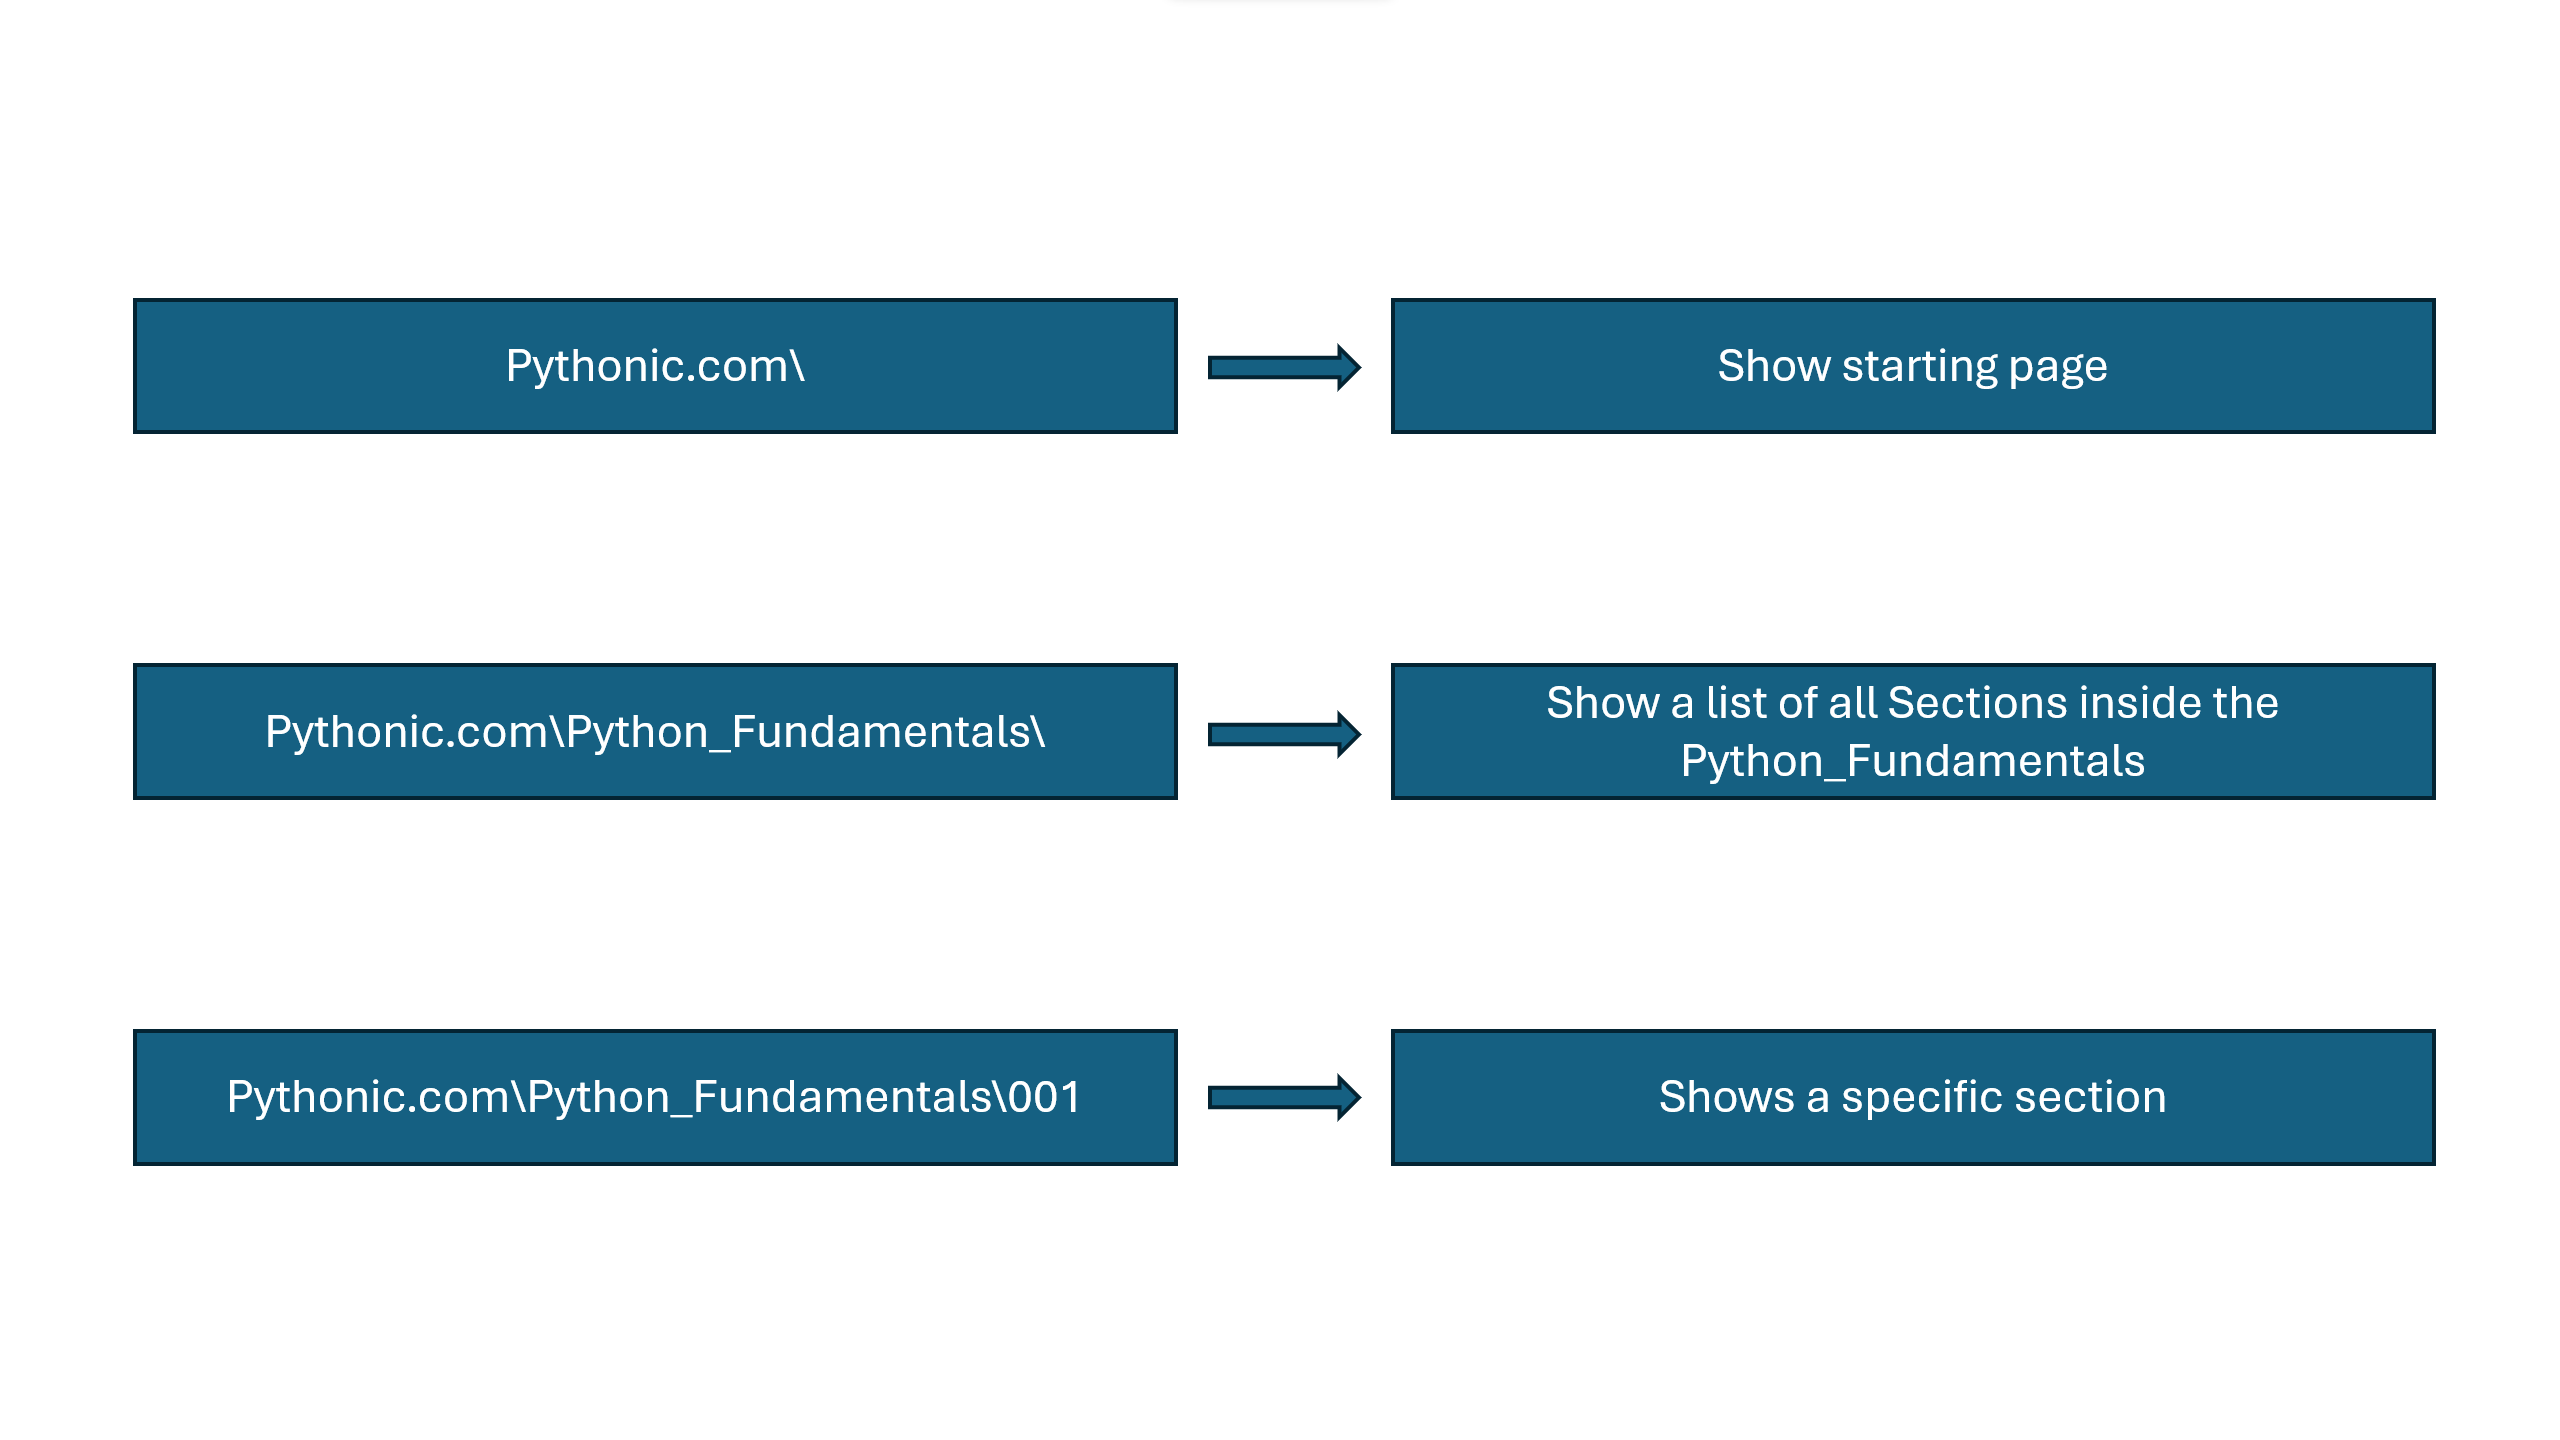 Pythonic.com\
Show starting page
Pythonic.com\Python_Fundamentals\
Show a list of all Sections inside the
Python_Fundamentals
Pythonic.com\Python_Fundamentals\001
Shows a specific section